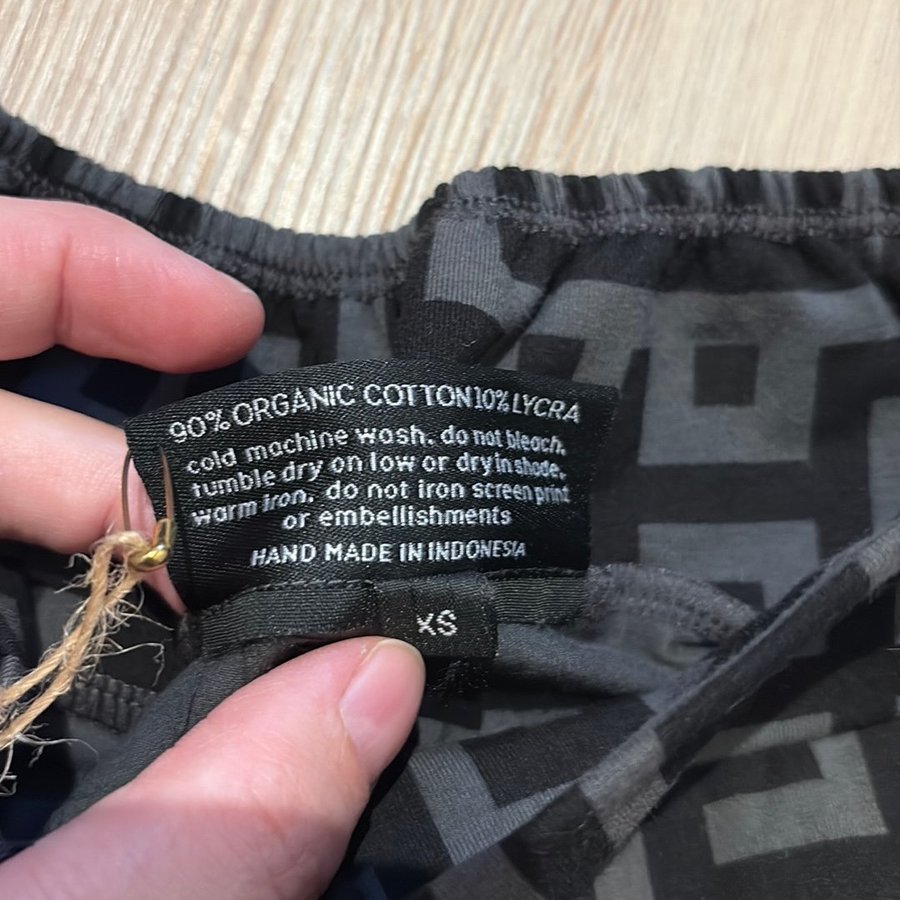 90% ORGANIC COTTON 10% LYCRA
cold machine wash. do not bleach.
tumble dry on low or dry in shade.
warm iron. do not iron screen print
or embellishments
HAND MADE IN INDONESIA
XS